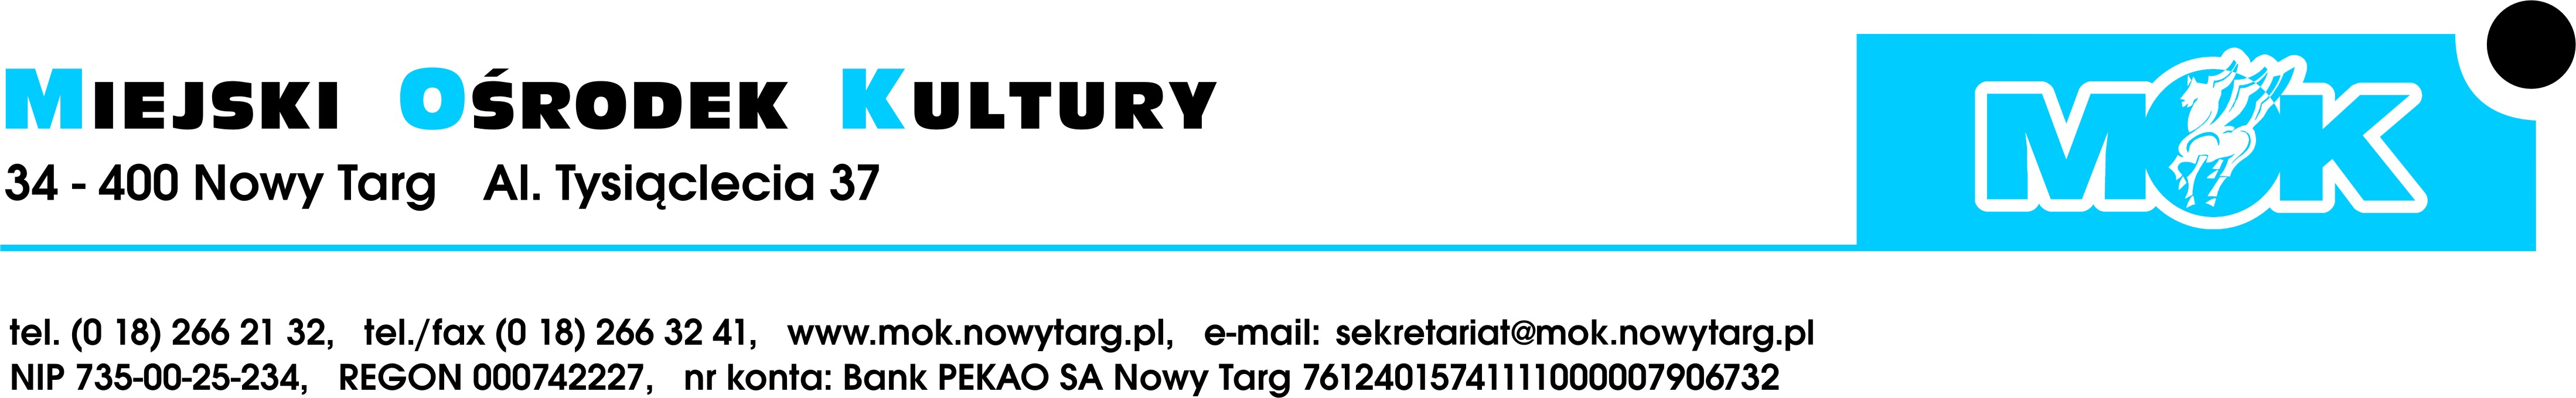 MIEJSKI OŚRODEK KULTURY
MOK
34 - 400 Nowy Targ Al. Tysiąclecia 37
tel. (0 18) 266 21 32, tel./fax (0 18) 266 32 41, www.mok.nowytarg.pl, e-mail: sekretariat@mok.nowytarg.pl
NIP 735-00-25-234, REGON 000742227, nr konta: Bank PEKAO SA Nowy Targ 76124015741111000007906732